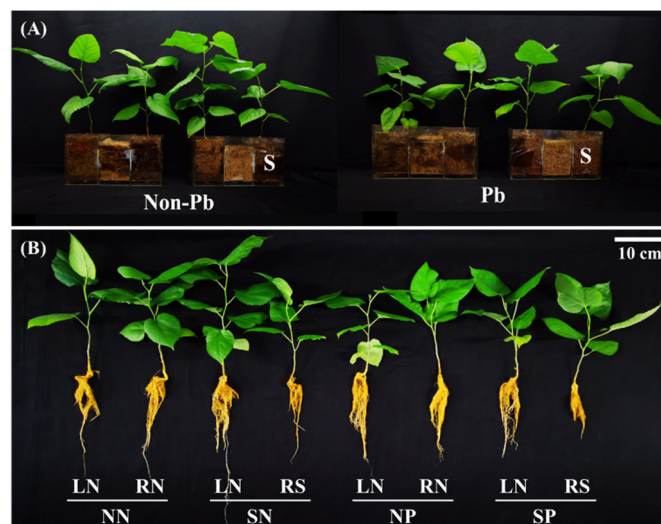 (A)
S
S
Non-Pb
Pb
(B)
10 cm
LN RN LN RS LN RN LN RS
NN SN NP SP